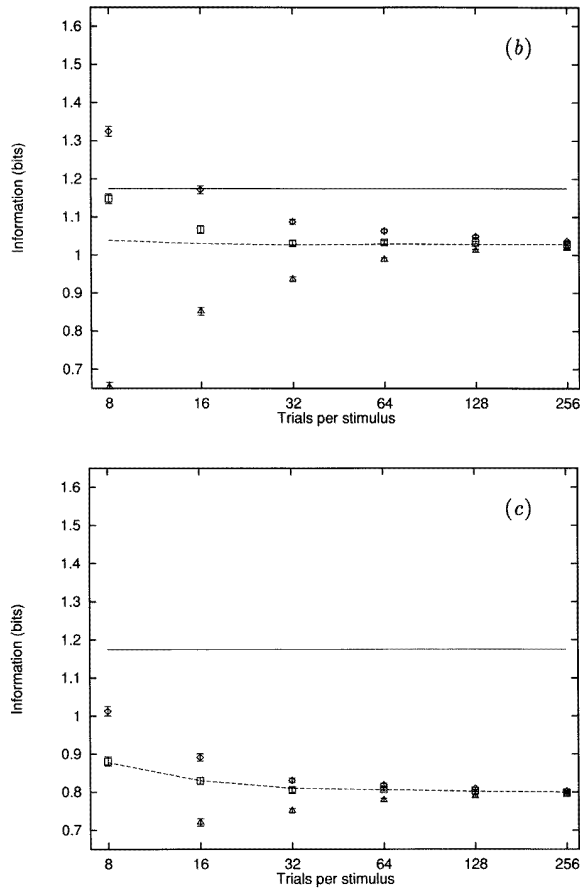 1.6
(b)
1.5
1.4
1.3
1.2
1.1
1
0.9
0.8
0.7
Information (bits)
8 16 32 64 128 256
Trials per stimulus
1.6
(c)
1.5
1.4
1.3
1.2
1.1
1
0.9
0.8
0.7
Information (bits)
8 16 32 64 128 256
Trials per stimulus